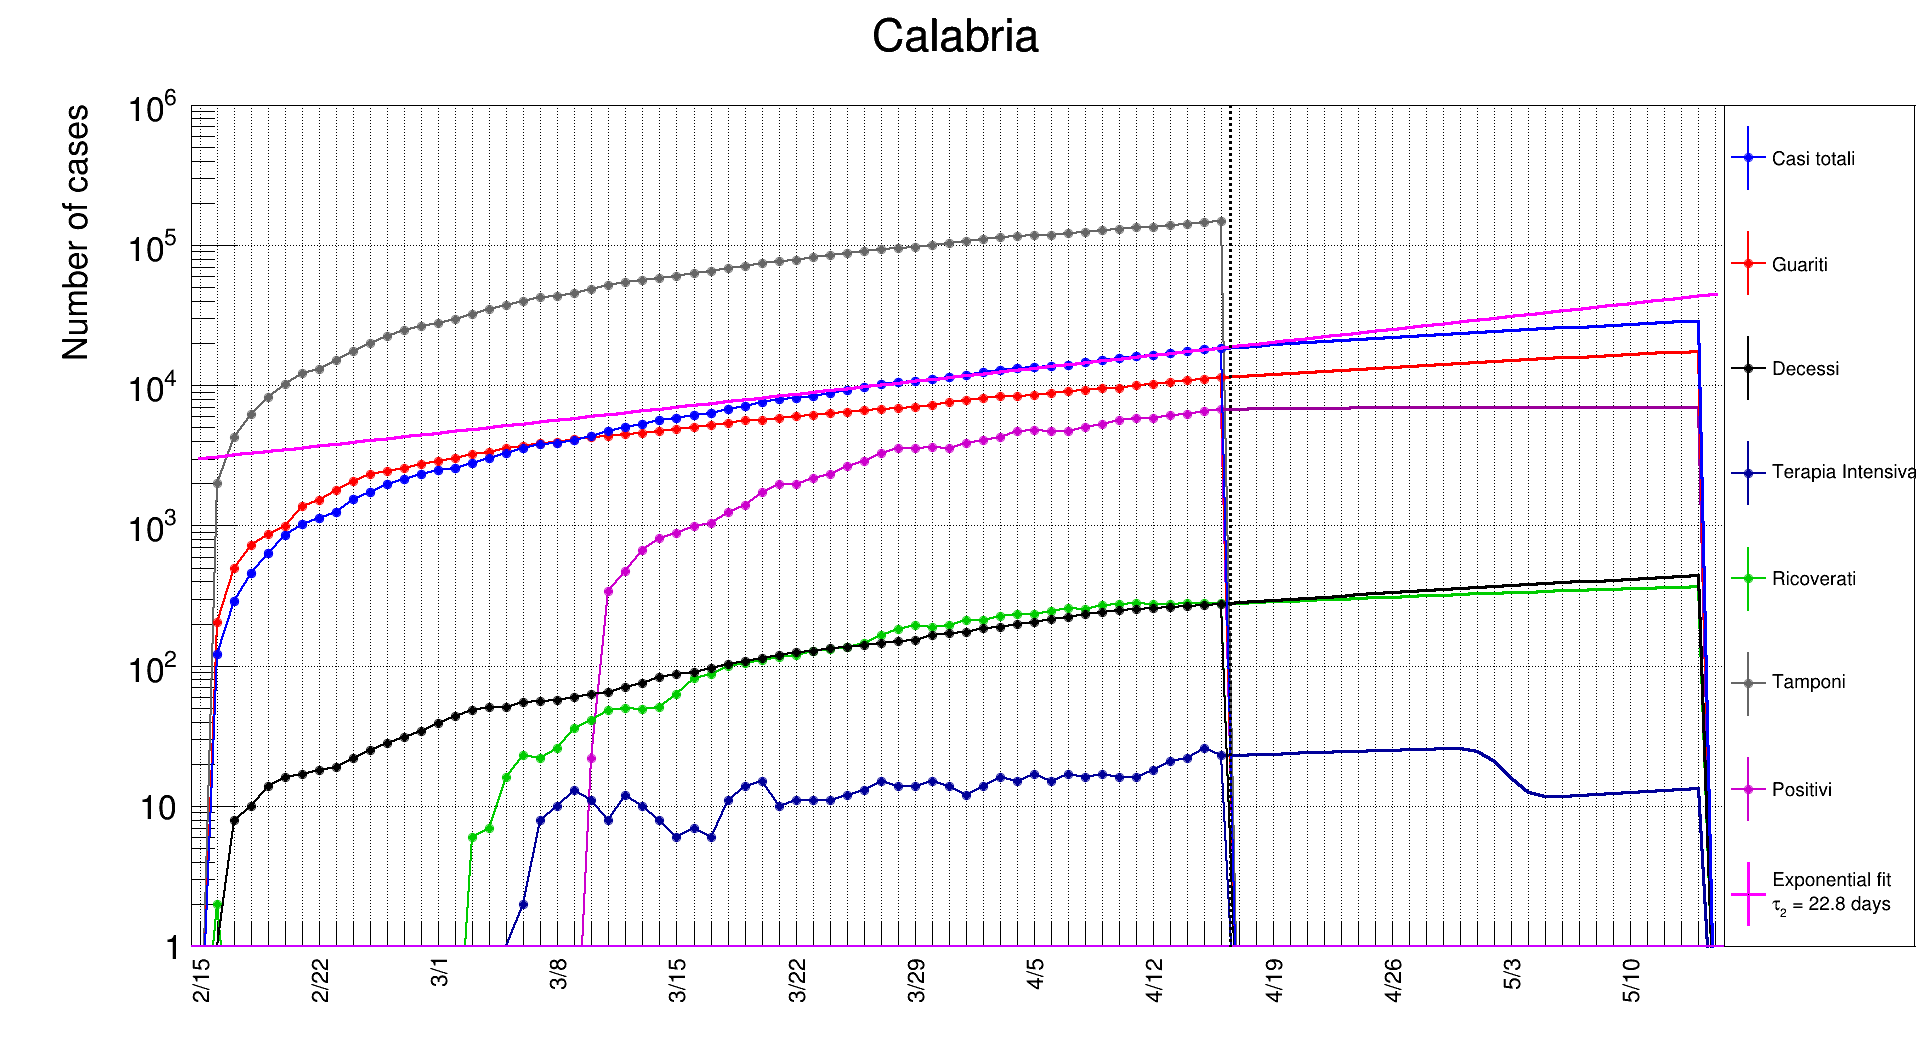 Calabria
Number of cases
10^6
10^5
10^4
10^3
10^2
10
1
2/15
2/22
3/1
3/8
3/15
3/22
3/29
4/5
4/12
4/19
4/26
5/3
5/10
Casi totali
Guariti
Decessi
Terapia Intensiva
Ricoverati
Tamponi
Positivi
Exponential fit
τ₂ = 22.8 days